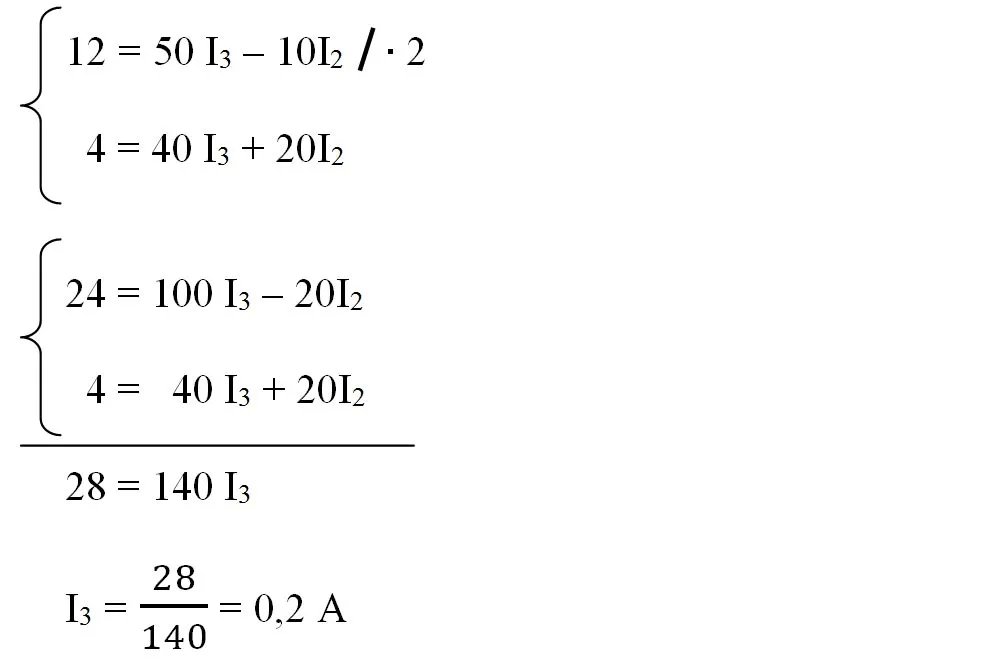 12 = 50 I₃ – 10I₂ / · 2
4 = 40 I₃ + 20I₂
24 = 100 I₃ – 20I₂
4 = 40 I₃ + 20I₂
28 = 140 I₃
I₃ = 28/140 = 0,2 A